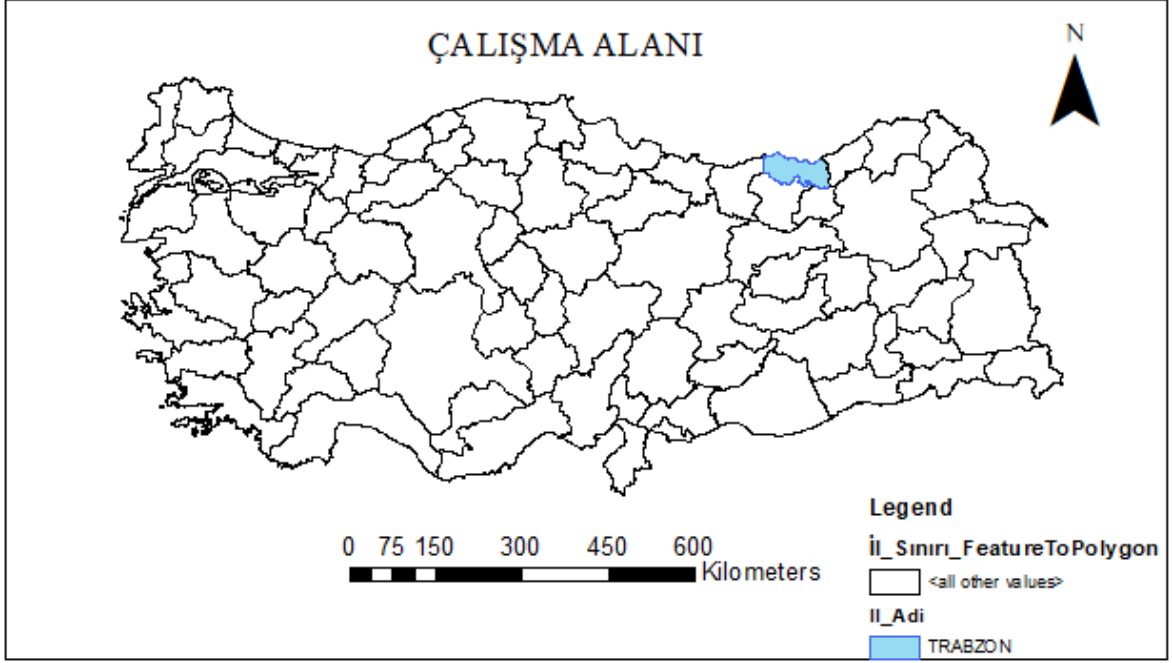 ÇALIŞMA ALANI
N
0 75 150 300 450 600
Kilometers
Legend
İl_Sınırı_FeatureToPolygon
<all other values>
Il_Adi
TRABZON